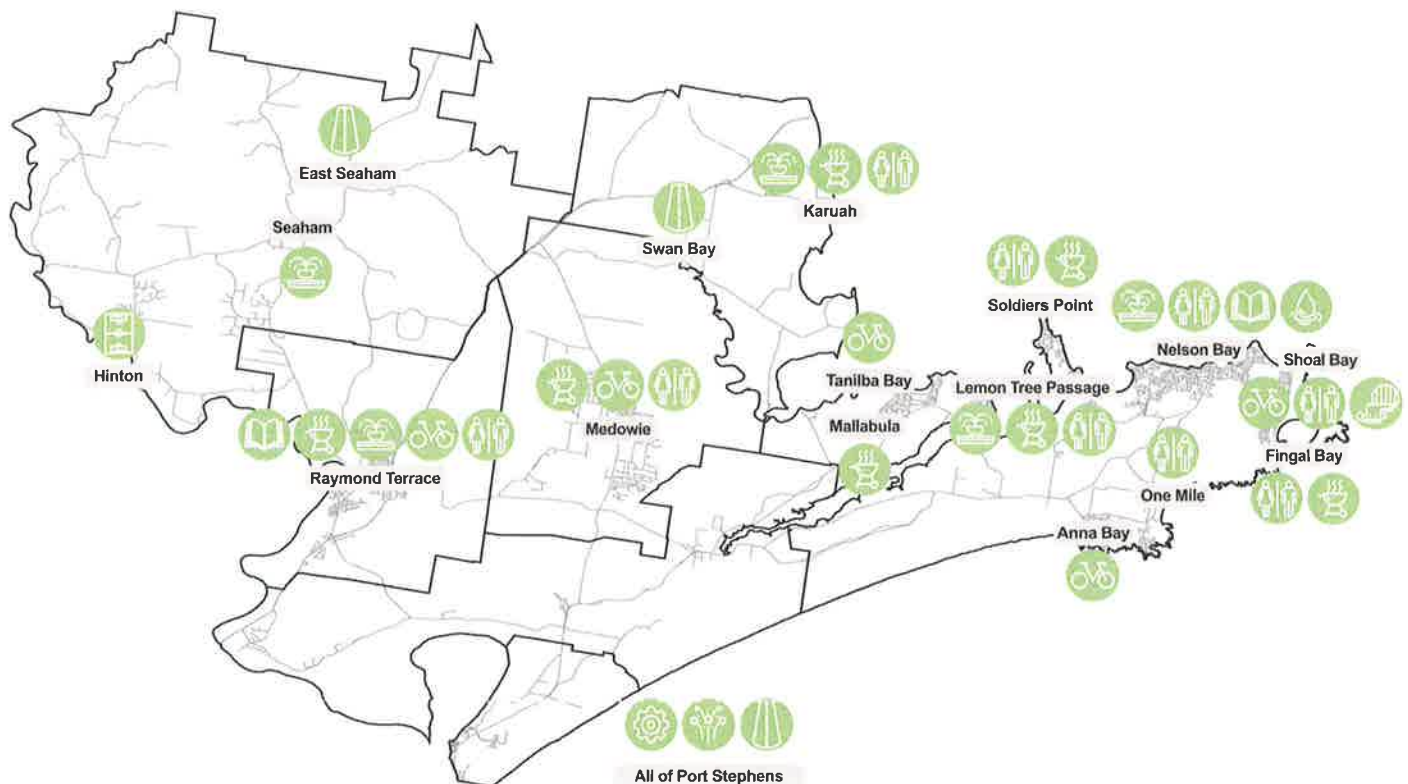 East Seaham
Karuah
Seaham
Swan Bay
Soldiers Point
Nelson Bay
Shoal Bay
Hinton
Tanilba Bay
Lemon Tree Passage
Mallabula
Medowie
Fingal Bay
Raymond Terrace
One Mile
Anna Bay
All of Port Stephens